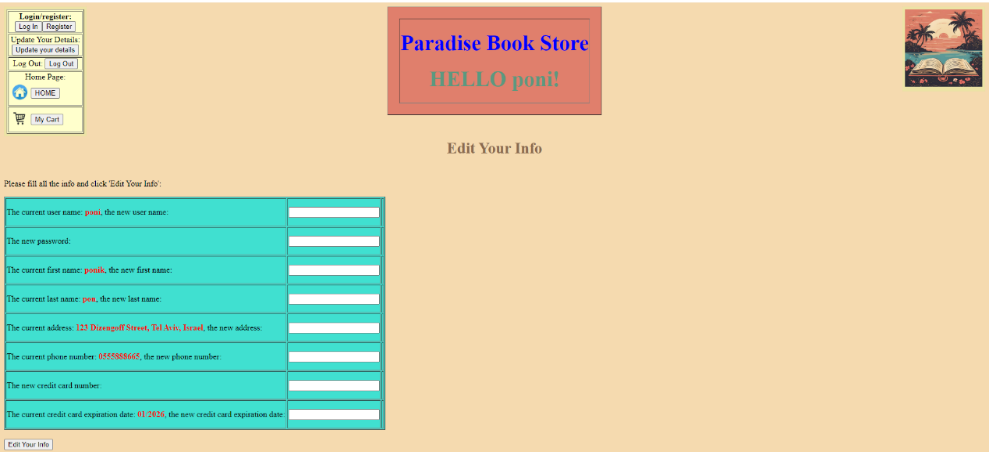 Login/register:
Log In Register
Update Your Details:
Update your details
Log Out: Log Out
Home Page:
HOME
My Cart
Paradise Book Store
HELLO poni!
Edit Your Info
Please fill all the info and click 'Edit Your Info':
The current user name: poni, the new user name:
The new password:
The current first name: ponik, the new first name:
The current last name: pon, the new last name:
The current address: 123 Dizengoff Street, Tel Aviv, Israel, the new address:
The current phone number: 0555888665, the new phone number:
The new credit card number:
The current credit card expiration date: 01/2026, the new credit card expiration date:
Edit Your Info